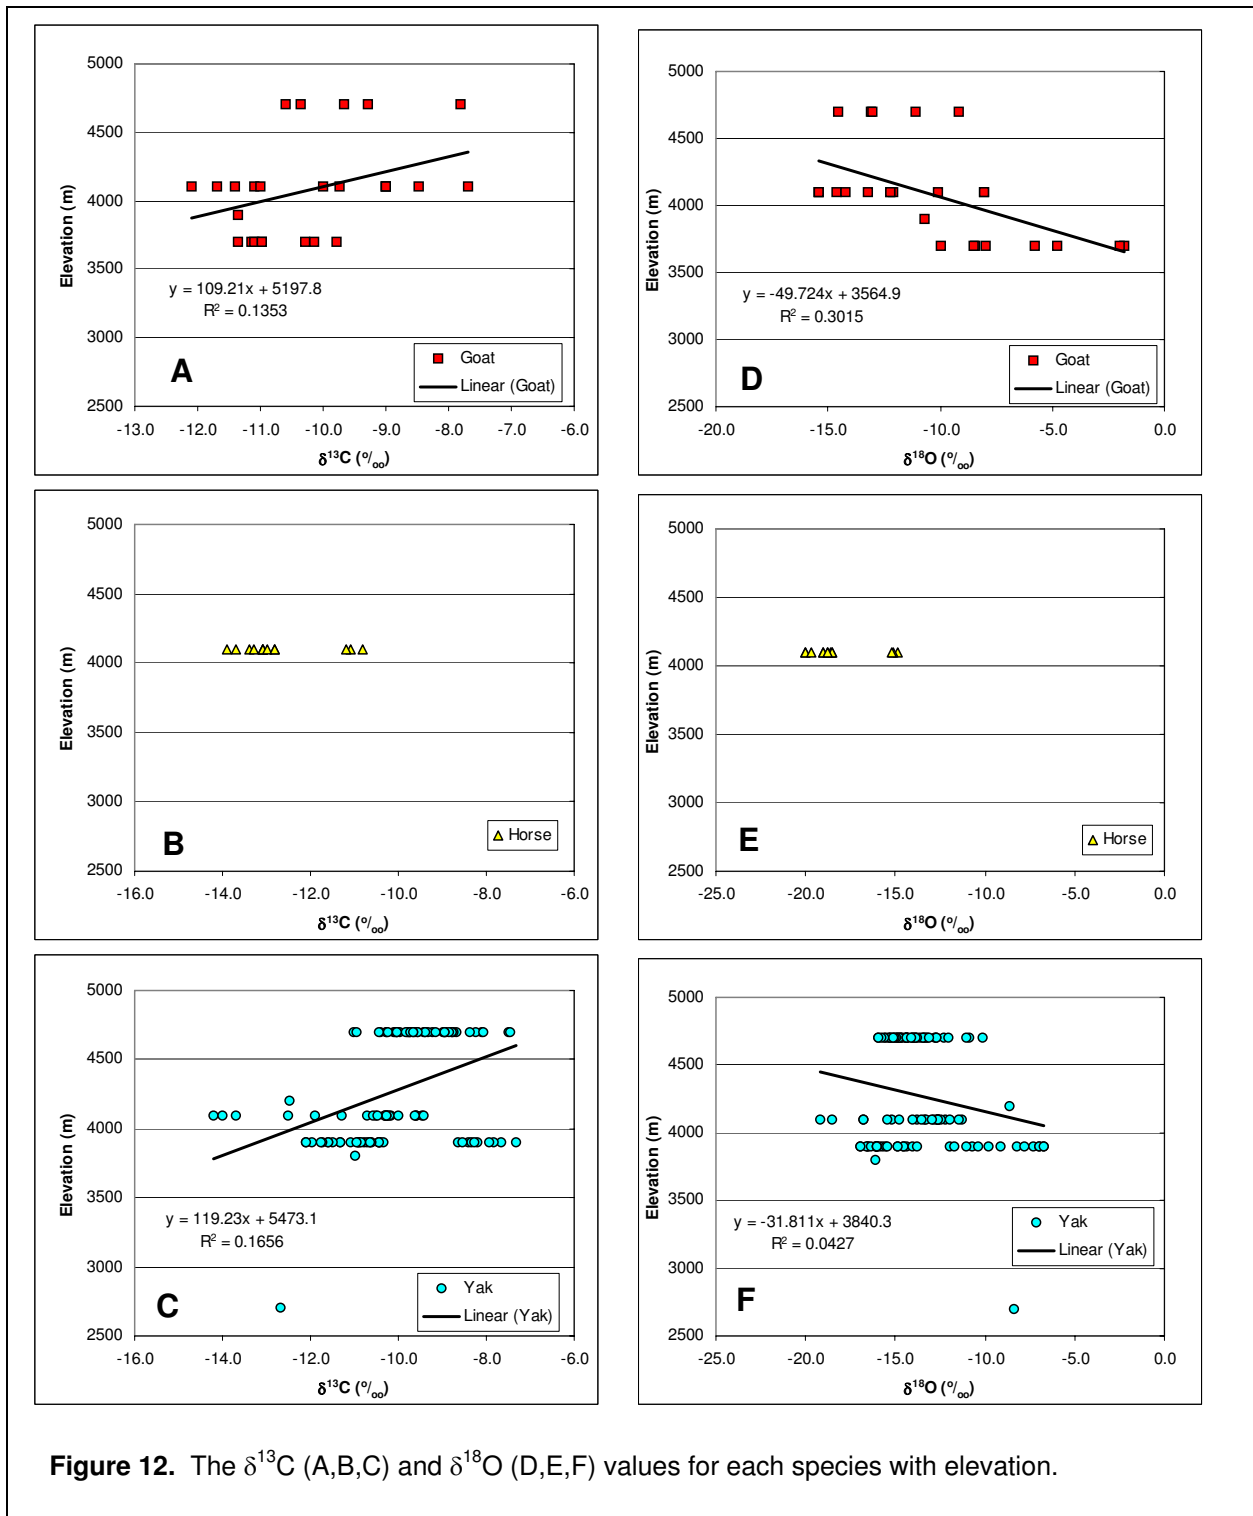 5000
4500
4000
3500
3000
2500
Elevation (m)
y = 109.21x + 5197.8
R² = 0.1353
Goat
Linear (Goat)
A
-13.0 -12.0 -11.0 -10.0 -9.0 -8.0 -7.0 -6.0
δ¹³C (º/ₒₒ)
5000
4500
4000
3500
3000
2500
Elevation (m)
y = -49.724x + 3564.9
R² = 0.3015
Goat
Linear (Goat)
D
-20.0 -15.0 -10.0 -5.0 0.0
δ¹⁸O (º/ₒₒ)
5000
4500
4000
3500
3000
2500
Elevation (m)
B
Horse
-16.0 -14.0 -12.0 -10.0 -8.0 -6.0
δ¹³C (º/ₒₒ)
5000
4500
4000
3500
3000
2500
Elevation (m)
E
Horse
-25.0 -20.0 -15.0 -10.0 -5.0 0.0
δ¹⁸O (º/ₒₒ)
5000
4500
4000
3500
3000
2500
Elevation (m)
y = 119.23x + 5473.1
R² = 0.1656
Yak
Linear (Yak)
C
-16.0 -14.0 -12.0 -10.0 -8.0 -6.0
δ¹³C (º/ₒₒ)
5000
4500
4000
3500
3000
2500
Elevation (m)
y = -31.811x + 3840.3
R² = 0.0427
Yak
Linear (Yak)
F
-25.0 -20.0 -15.0 -10.0 -5.0 0.0
δ¹⁸O (º/ₒₒ)
Figure 12. The δ¹³C (A,B,C) and δ¹⁸O (D,E,F) values for each species with elevation.